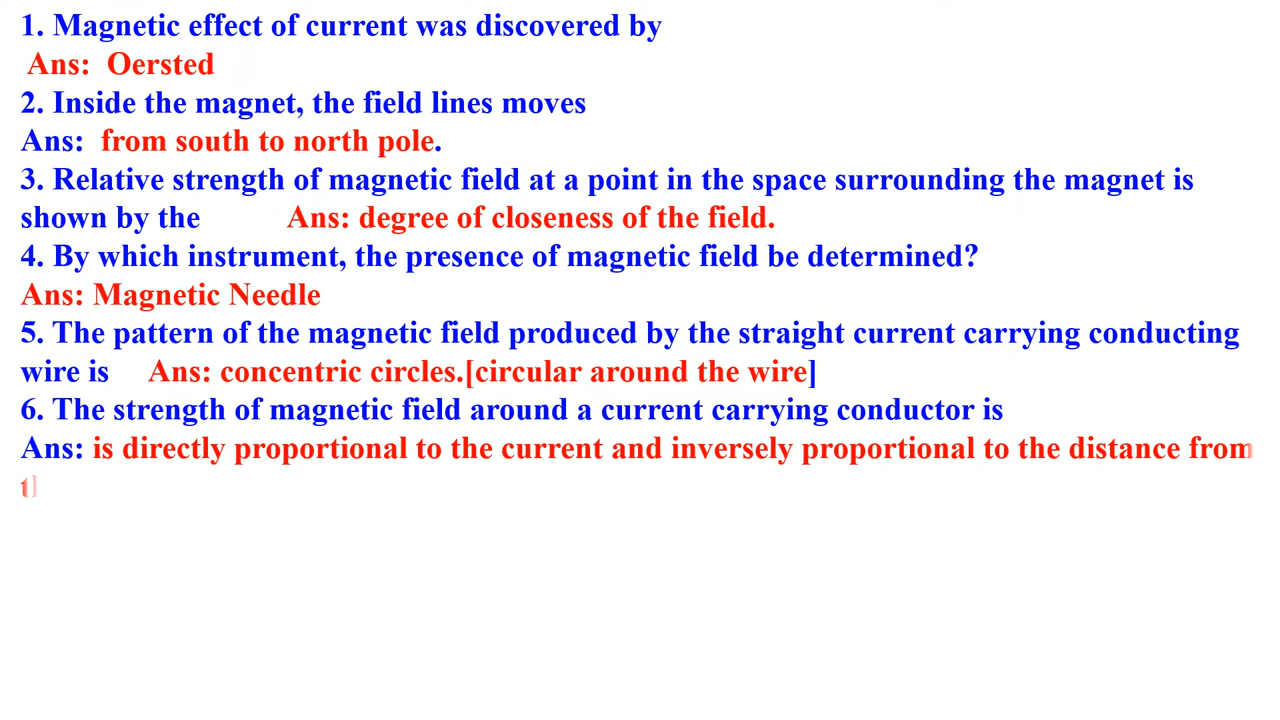 1. Magnetic effect of current was discovered by
Ans: Oersted
2. Inside the magnet, the field lines moves
Ans: from south to north pole.
3. Relative strength of magnetic field at a point in the space surrounding the magnet is
shown by the Ans: degree of closeness of the field.
4. By which instrument, the presence of magnetic field be determined?
Ans: Magnetic Needle
5. The pattern of the magnetic field produced by the straight current carrying conducting
wire is Ans: concentric circles.[circular around the wire]
6. The strength of magnetic field around a current carrying conductor is
Ans: is directly proportional to the current and inversely proportional to the distance from